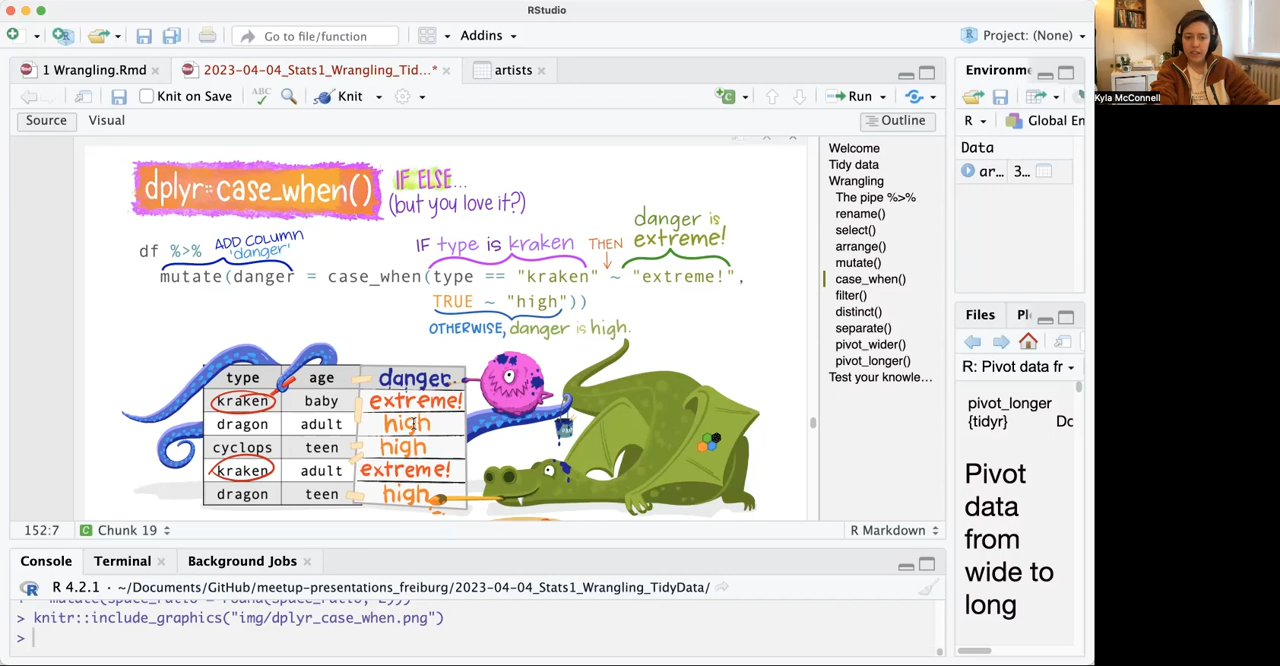 RStudio
Go to file/function
Addins
Project: (None)
1 Wrangling.Rmd
2023-04-04_Stats1_Wrangling_Tid...*
artists
Knit on Save
ABC
Knit
Run
Source
Visual
Outline
dplyr::case_when()
IF ELSE...
(but you love it?)
df %>%
ADD COLUMN
'danger'
IF type is kraken
THEN
danger is
extreme!
mutate(danger = case_when(type == "kraken" ~ "extreme!",
TRUE ~ "high"))
OTHERWISE, danger is high.
type age danger
kraken baby extreme!
dragon adult high
cyclops teen high
kraken adult extreme!
dragon teen high
Welcome
Tidy data
Wrangling
The pipe %>%
rename()
select()
arrange()
mutate()
case_when()
filter()
distinct()
separate()
pivot_wider()
pivot_longer()
Test your knowle...
152:7
Chunk 19
R Markdown
Console
Terminal
Background Jobs
R 4.2.1 · ~/Documents/GitHub/meetup-presentations_freiburg/2023-04-04_Stats1_Wrangling_TidyData/
> knitr::include_graphics("img/dplyr_case_when.png")
>
Environme
R
Global En
Data
ar... 3...
Files
R: Pivot data fr
pivot_longer
{tidyr}
Pivot
data
from
wide to
long
Kyla McConnell